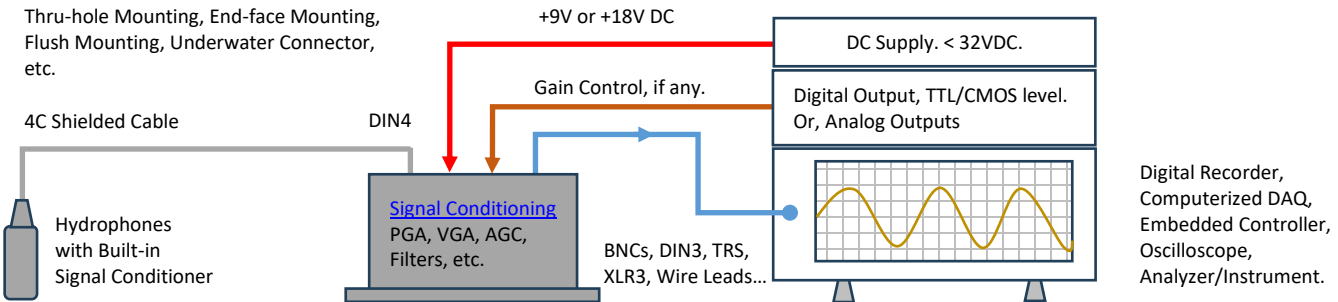 Thru-hole Mounting, End-face Mounting,
Flush Mounting, Underwater Connector,
etc.
+9V or +18V DC
DC Supply. < 32VDC.
Gain Control, if any.
Digital Output, TTL/CMOS level.
Or, Analog Outputs
4C Shielded Cable
DIN4
Hydrophones
with Built-in
Signal Conditioner
Signal Conditioning
PGA, VGA, AGC,
Filters, etc.
BNCs, DIN3, TRS,
XLR3, Wire Leads…
Digital Recorder,
Computerized DAQ,
Embedded Controller,
Oscilloscope,
Analyzer/Instrument.